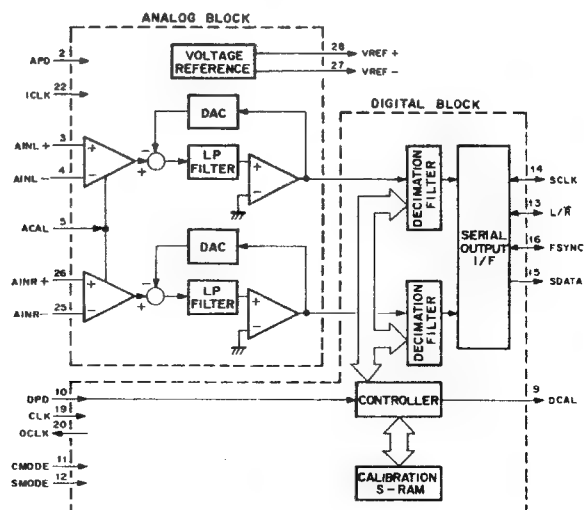 ANALOG BLOCK
VOLTAGE
REFERENCE
28 VREF +
27 VREF −
APD 2
ICLK 22
DIGITAL BLOCK
DAC
AINL+ 3
AINL− 4
+
−
−
+
LP
FILTER
+
−
DECIMATION
FILTER
SERIAL
OUTPUT
I/F
14 SCLK
13 L/R̅
16 FSYNC
15 SDATA
ACAL 5
DAC
AINR+ 26
AINR− 25
+
−
−
+
LP
FILTER
+
−
DECIMATION
FILTER
DPD 10
CLK 19
OCLK 20
CONTROLLER
9 DCAL
CMODE 11
SMODE 12
CALIBRATION
S-RAM